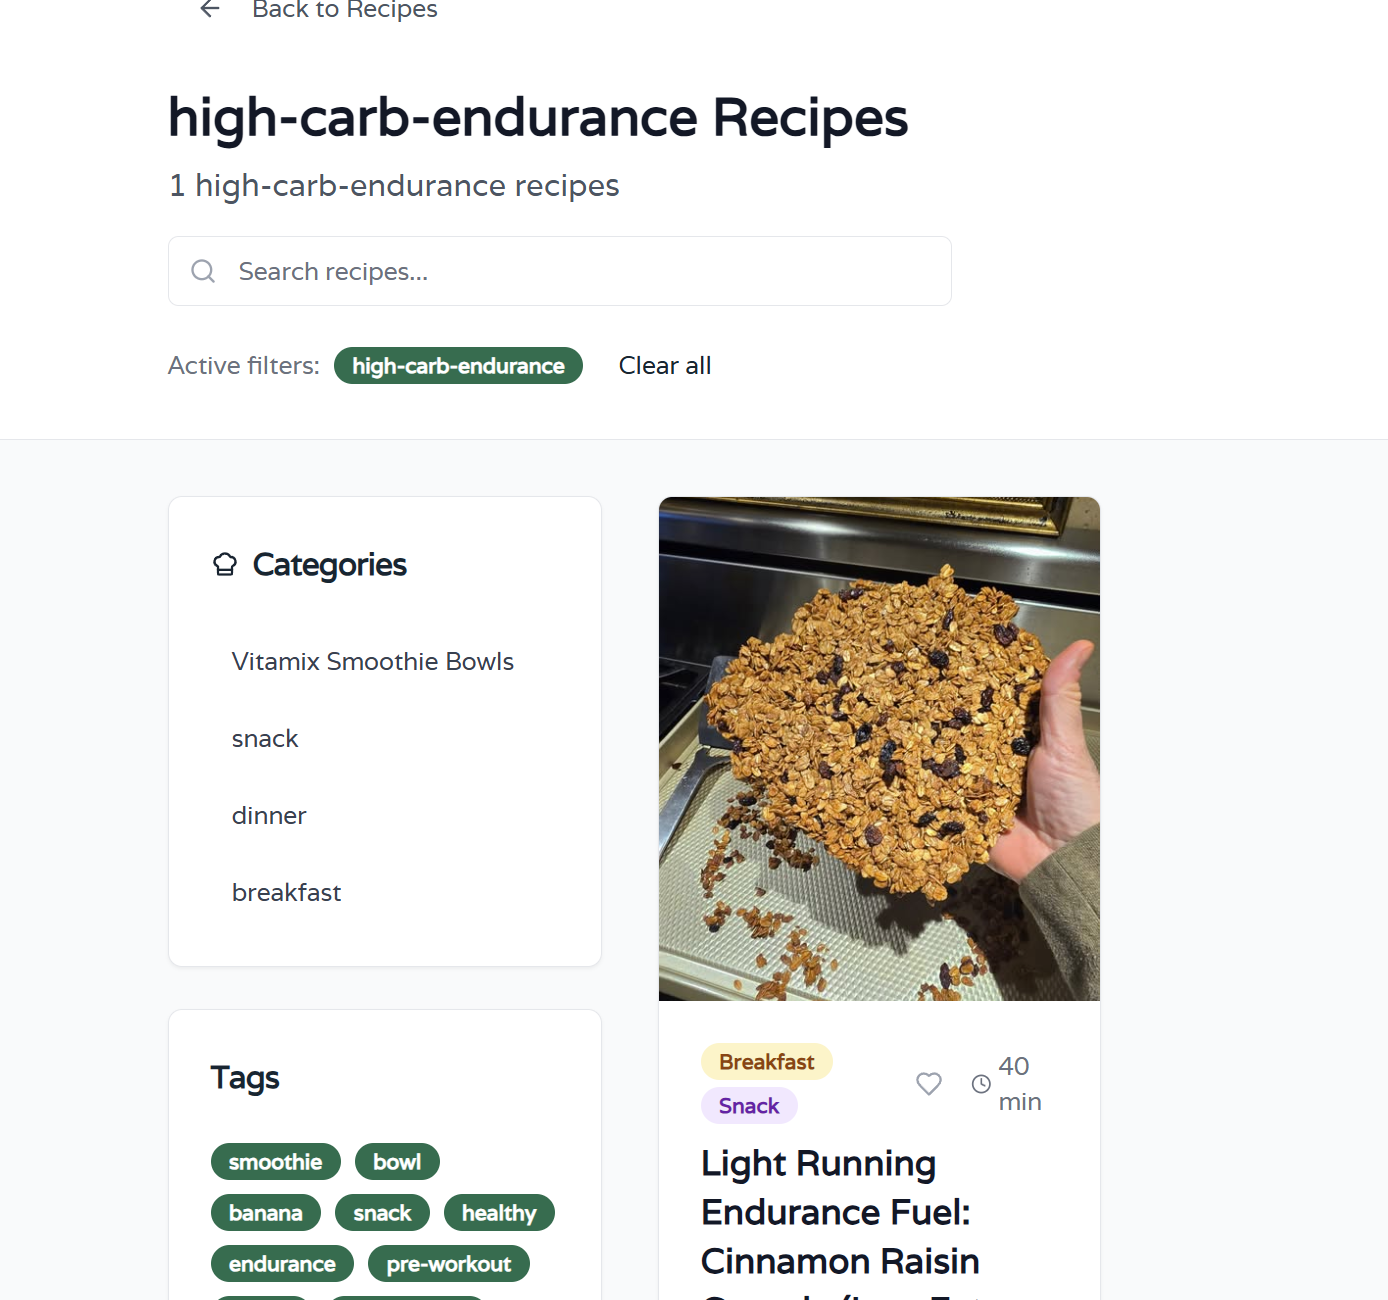 Back to Recipes
high-carb-endurance Recipes
1 high-carb-endurance recipes
Search recipes...
Active filters: high-carb-endurance Clear all
Categories
Vitamix Smoothie Bowls
snack
dinner
breakfast
Tags
smoothie bowl
banana snack healthy
endurance pre-workout
Breakfast
Snack
40
min
Light Running
Endurance Fuel:
Cinnamon Raisin